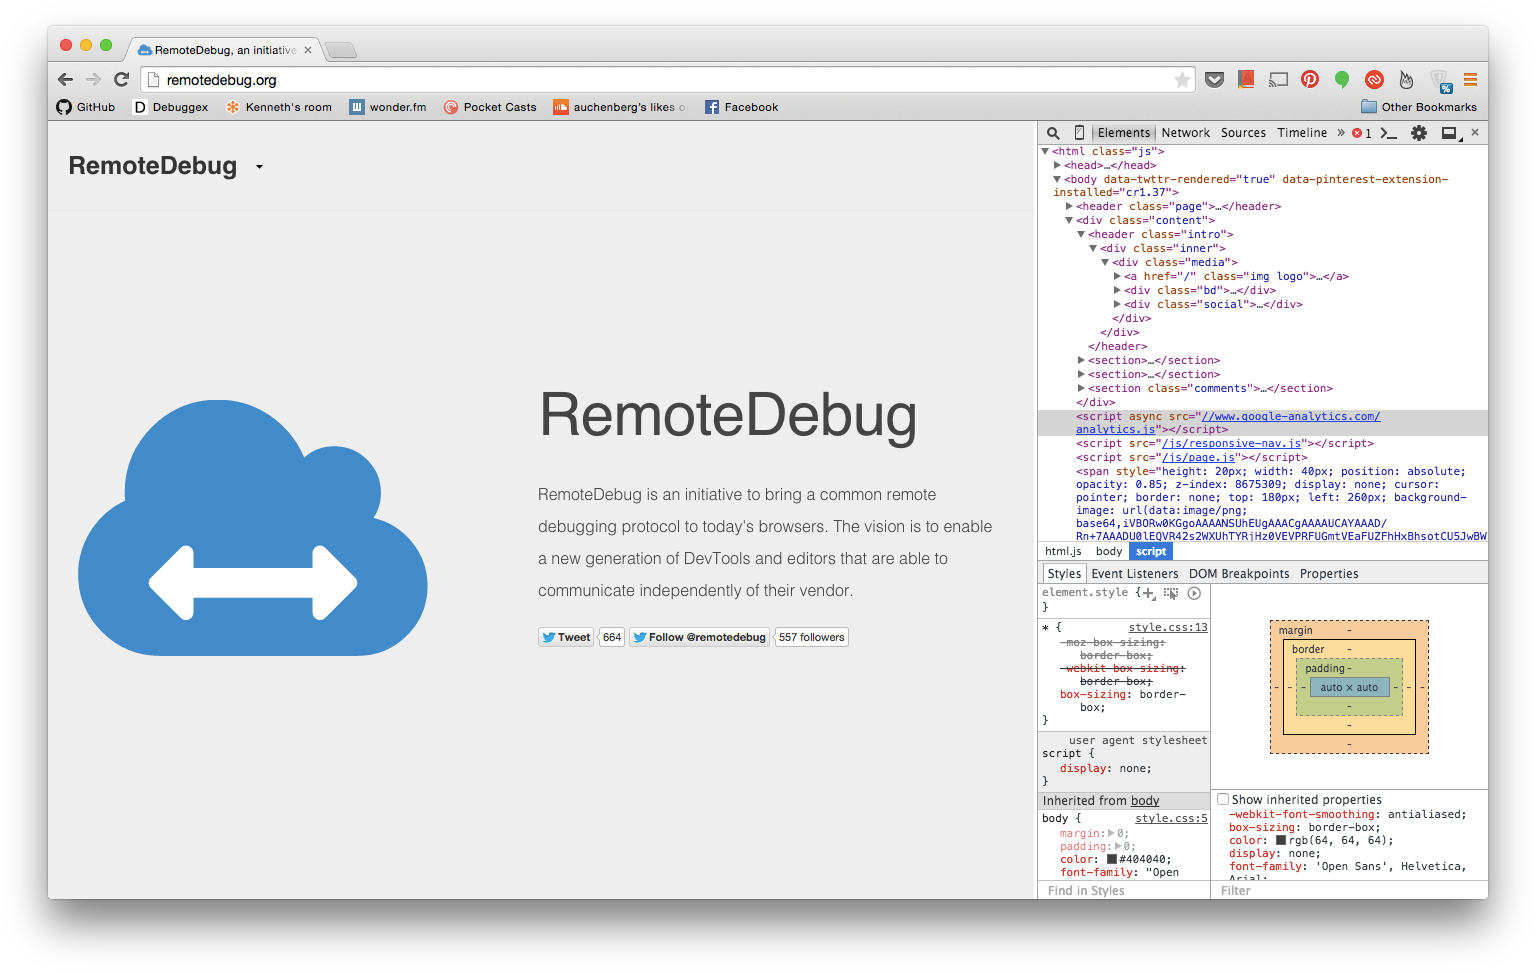 RemoteDebug, an initiative
remotedebug.org
GitHub
Debuggex
Kenneth's room
wonder.fm
Pocket Casts
auchenberg's likes o
Facebook
Other Bookmarks
RemoteDebug
RemoteDebug
RemoteDebug is an initiative to bring a common remote
debugging protocol to today's browsers. The vision is to enable
a new generation of DevTools and editors that are able to
communicate independently of their vendor.
Tweet 664 Follow @remotedebug 557 followers
Elements Network Sources Timeline » 1
<html class="js">
<head>…</head>
<body data-twttr-rendered="true" data-pinterest-extension-
installed="cr1.37">
<header class="page">…</header>
<div class="content">
<header class="intro">
<div class="inner">
<div class="media">
<a href="/" class="img logo">…</a>
<div class="bd">…</div>
<div class="social">…</div>
</div>
</div>
</header>
<section>…</section>
<section>…</section>
<section class="comments">…</section>
</div>
<script async src="//www.google-analytics.com/
analytics.js"></script>
<script src="/js/responsive-nav.js"></script>
<script src="/js/page.js"></script>
<span style="height: 20px; width: 40px; position: absolute;
opacity: 0.85; z-index: 8675309; display: none; cursor:
pointer; border: none; top: 180px; left: 260px; background-
image: url(data:image/png;
base64,iVBORw0KGgoAAAANSUhEUgAAACgAAAAUCAYAAAD/
Rn+7AAADU0lEQVR42s2WXUhTYRjHz0VEVPRFUGmtVEaFUZFhHxBhsotCU5JwBW
html.js body script
Styles Event Listeners DOM Breakpoints Properties
element.style {
}
* { style.css:13
-moz-box-sizing:
border-box;
-webkit-box-sizing:
border-box;
box-sizing: border-
box;
}
user agent stylesheet
script {
display: none;
}
Inherited from body
body { style.css:5
margin: 0;
padding: 0;
color: #404040;
font-family: "Open
Find in Styles
margin -
border -
padding -
- - - auto × auto - - -
-
-
-
Show inherited properties
-webkit-font-smoothing: antialiased;
box-sizing: border-box;
color: rgb(64, 64, 64);
display: none;
font-family: 'Open Sans', Helvetica,
Arial;
Filter